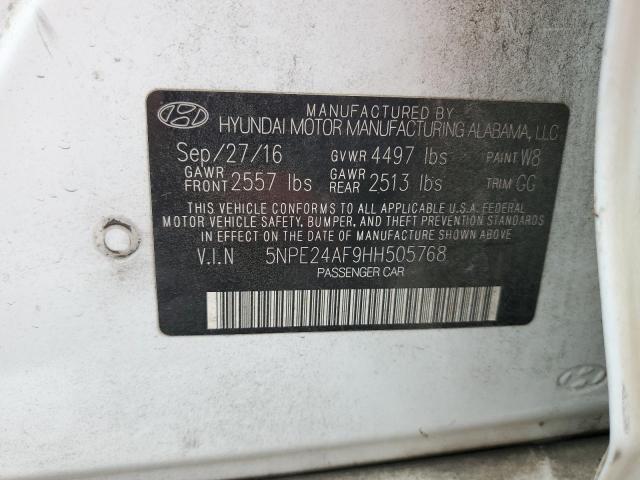 MANUFACTURED BY
HYUNDAI MOTOR MANUFACTURING ALABAMA, LLC
Sep/27/16 GVWR 4497 lbs PAINT W8
GAWR FRONT 2557 lbs GAWR REAR 2513 lbs TRIM GG
THIS VEHICLE CONFORMS TO ALL APPLICABLE U.S.A. FEDERAL
MOTOR VEHICLE SAFETY, BUMPER, AND THEFT PREVENTION STANDARDS
IN EFFECT ON THE DATE OF MANUFACTURE SHOWN ABOVE.
V.I.N 5NPE24AF9HH505768
PASSENGER CAR